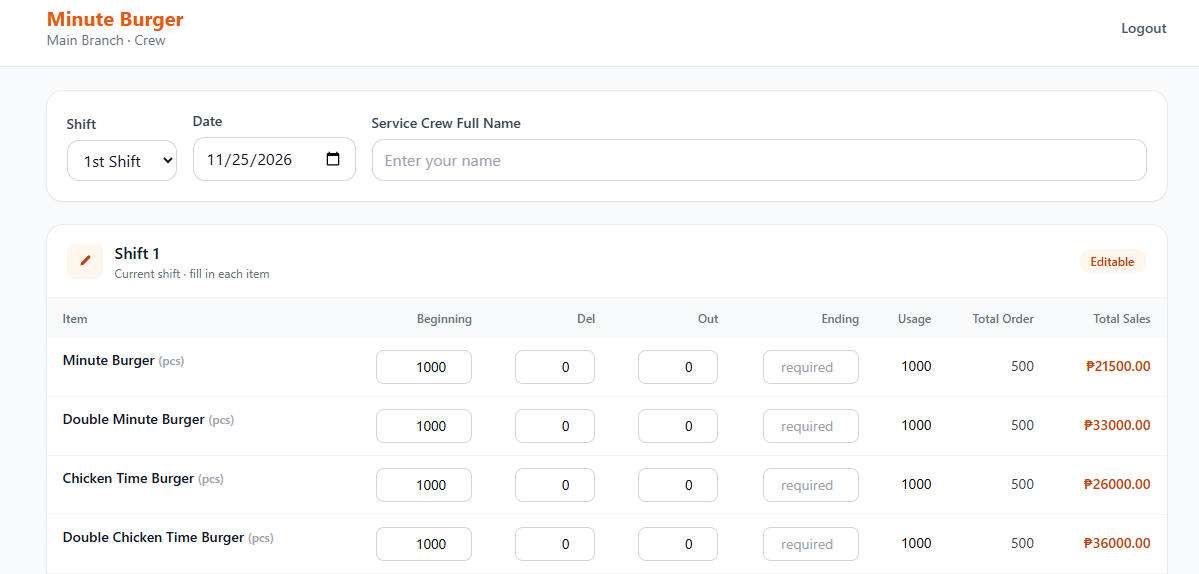 Minute Burger
Main Branch · Crew
Logout
Shift
Date
Service Crew Full Name
1st Shift
11/25/2026
Enter your name
Shift 1
Current shift · fill in each item
Editable
Item Beginning Del Out Ending Usage Total Order Total Sales
Minute Burger (pcs) 1000 0 0 required 1000 500 ₱21500.00
Double Minute Burger (pcs) 1000 0 0 required 1000 500 ₱33000.00
Chicken Time Burger (pcs) 1000 0 0 required 1000 500 ₱26000.00
Double Chicken Time Burger (pcs) 1000 0 0 required 1000 500 ₱36000.00